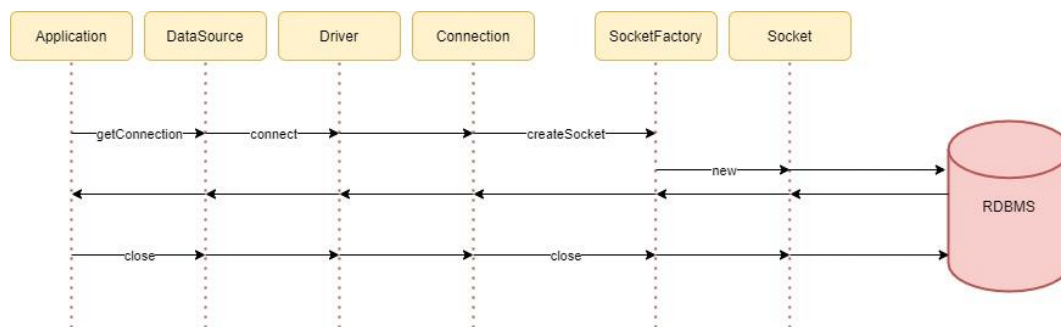 Application
DataSource
Driver
Connection
SocketFactory
Socket
getConnection
connect
createSocket
new
RDBMS
close
close